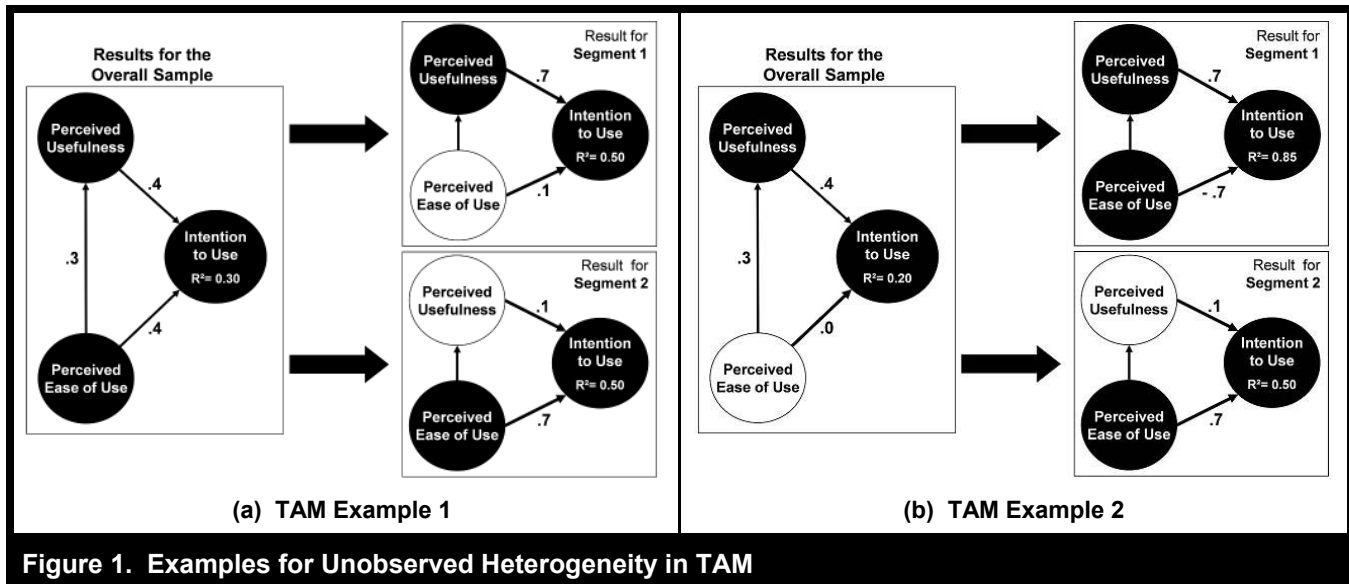 Results for the
Overall Sample
Perceived
Usefulness
.4
.3
Intention
to Use
R²= 0.30
.4
Perceived
Ease of Use
Result for
Segment 1
Perceived
Usefulness
.7
Intention
to Use
R²= 0.50
Perceived
Ease of Use
.1
Result for
Segment 2
Perceived
Usefulness
.1
Intention
to Use
R²= 0.50
Perceived
Ease of Use
.7
(a) TAM Example 1
Results for the
Overall Sample
Perceived
Usefulness
.4
.3
Intention
to Use
R²= 0.20
.0
Perceived
Ease of Use
Result for
Segment 1
Perceived
Usefulness
.7
Intention
to Use
R²= 0.85
Perceived
Ease of Use
- .7
Result for
Segment 2
Perceived
Usefulness
.1
Intention
to Use
R²= 0.50
Perceived
Ease of Use
.7
(b) TAM Example 2
Figure 1. Examples for Unobserved Heterogeneity in TAM